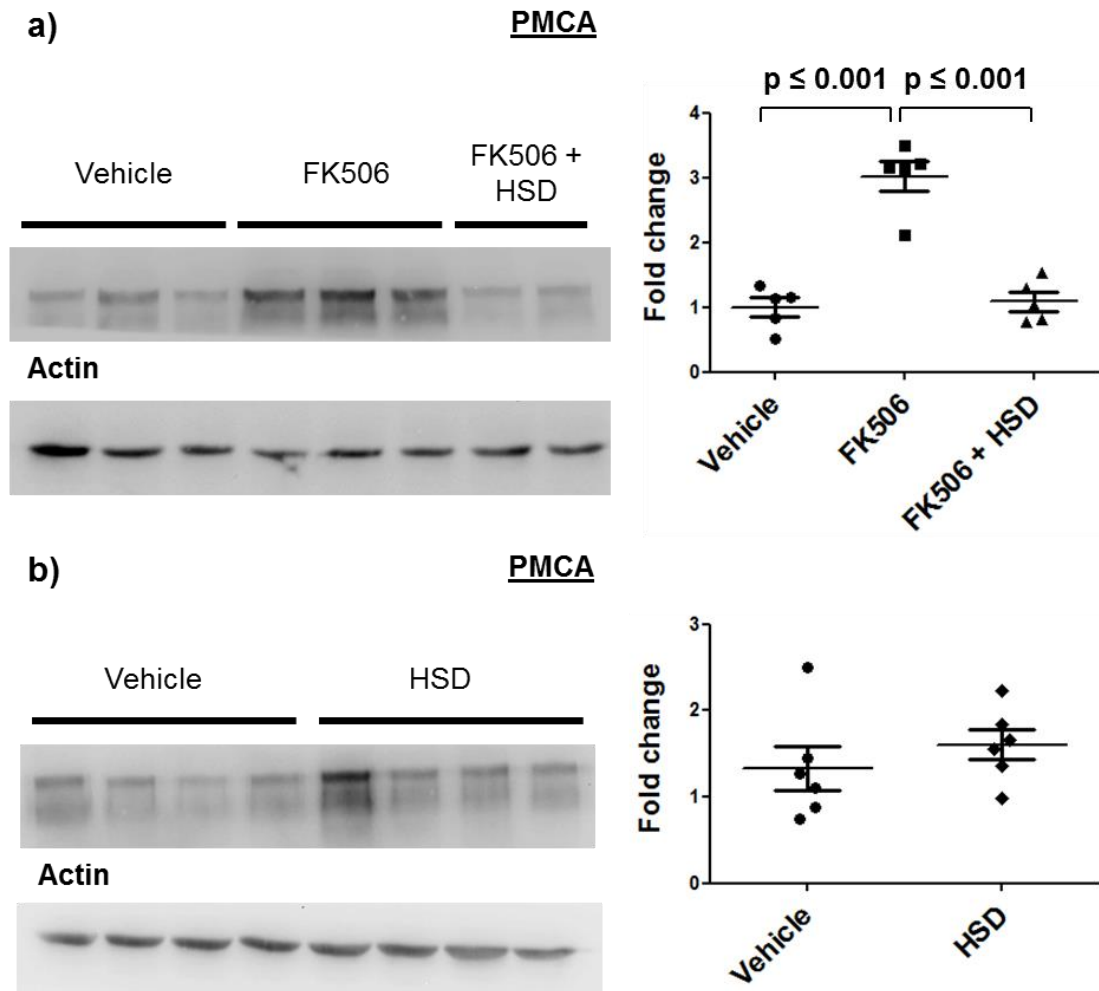 a)
PMCA
Vehicle
FK506
FK506 +
HSD
Actin
p ≤ 0.001 p ≤ 0.001
Fold change
4
3
2
1
0
Vehicle
FK506
FK506 + HSD
b)
PMCA
Vehicle
HSD
Actin
Fold change
3
2
1
0
Vehicle
HSD